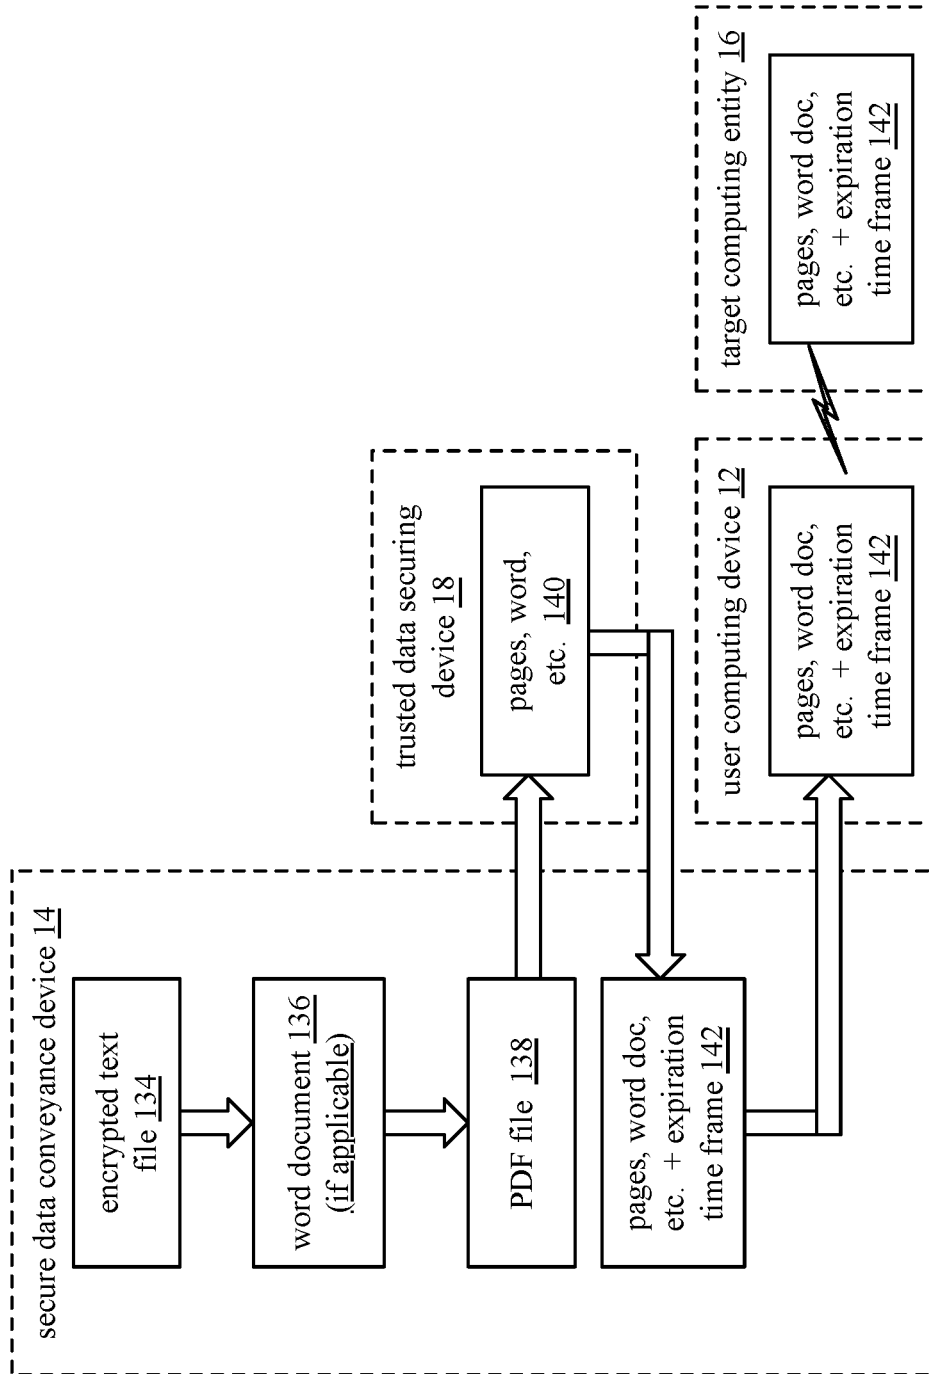 secure data conveyance device 14
encrypted text
file 134
word document 136
(if applicable)
PDF file 138
pages, word doc,
etc. + expiration
time frame 142
trusted data securing
device 18
pages, word,
etc. 140
user computing device 12
pages, word doc,
etc. + expiration
time frame 142
target computing entity 16
pages, word doc,
etc. + expiration
time frame 142